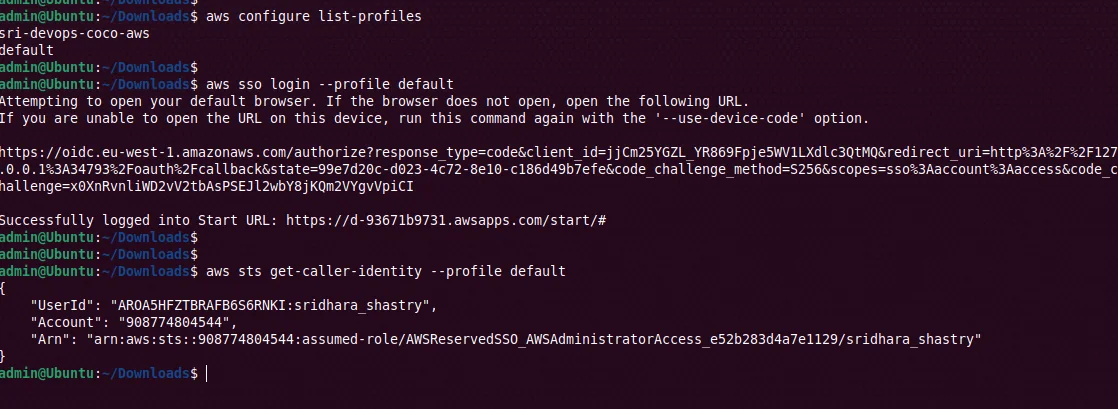 admin@Ubuntu:~/Downloads$
admin@Ubuntu:~/Downloads$ aws configure list-profiles
sri-devops-coco-aws
default
admin@Ubuntu:~/Downloads$
admin@Ubuntu:~/Downloads$ aws sso login --profile default
Attempting to open your default browser. If the browser does not open, open the following URL.
If you are unable to open the URL on this device, run this command again with the '--use-device-code' option.
https://oidc.eu-west-1.amazonaws.com/authorize?response_type=code&client_id=jjCm25YGZL_YR869Fpje5WV1LXdlc3QtMQ&redirect_uri=http%3A%2F%2F127
.0.0.1%3A34793%2Foauth%2Fcallback&state=99e7d20c-d023-4c72-8e10-c186d49b7efe&code_challenge_method=S256&scopes=sso%3Aaccount%3Aaccess&code_c
hallenge=x0XnRvnliWD2vV2tbAsPSEJl2wbY8jKQm2VYgvVpiCI
Successfully logged into Start URL: https://d-93671b9731.awsapps.com/start/#
admin@Ubuntu:~/Downloads$
admin@Ubuntu:~/Downloads$
admin@Ubuntu:~/Downloads$ aws sts get-caller-identity --profile default
{
    "UserId": "AROA5HFZTBRAFB6S6RNKI:sridhara_shastry",
    "Account": "908774804544",
    "Arn": "arn:aws:sts::908774804544:assumed-role/AWSReservedSSO_AWSAdministratorAccess_e52b283d4a7e1129/sridhara_shastry"
}
admin@Ubuntu:~/Downloads$